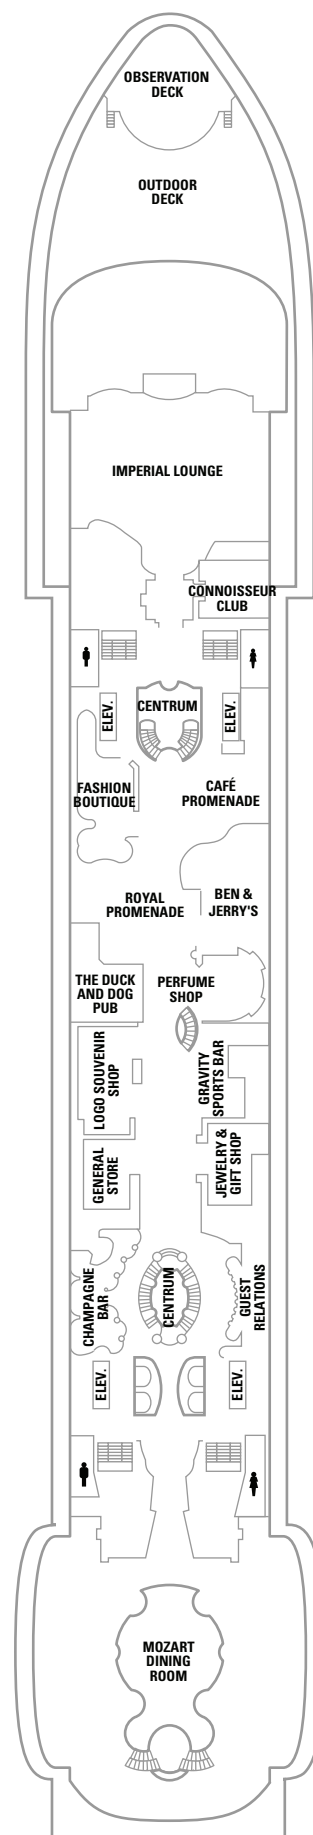 OBSERVATION
DECK
OUTDOOR
DECK
IMPERIAL LOUNGE
CONNOISSEUR
CLUB
CENTRUM
ELEV.
ELEV.
FASHION
BOUTIQUE
CAFÉ
PROMENADE
ROYAL
PROMENADE
BEN &
JERRY'S
THE DUCK
AND DOG
PUB
PERFUME
SHOP
LOGO SOUVENIR
SHOP
GRAVITY
SPORTS BAR
GENERAL
STORE
JEWELRY &
GIFT SHOP
CHAMPAGNE
BAR
CENTRUM
GUEST
RELATIONS
ELEV.
ELEV.
MOZART
DINING
ROOM